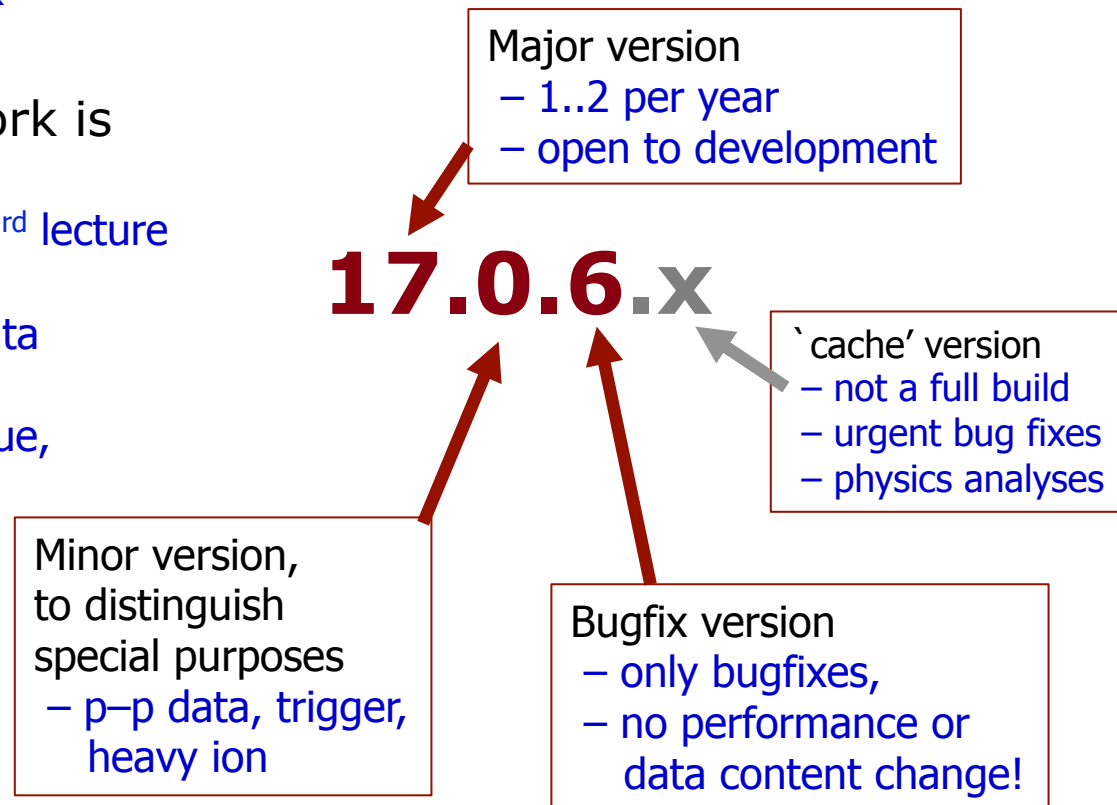 ork is
rd lecture
ta
ue,
Major version
– 1..2 per year
– open to development
17.0.6.x
`cache’ version
– not a full build
– urgent bug fixes
– physics analyses
Minor version,
to distinguish
special purposes
– p–p data, trigger,
heavy ion
Bugfix version
– only bugfixes,
– no performance or
data content change!